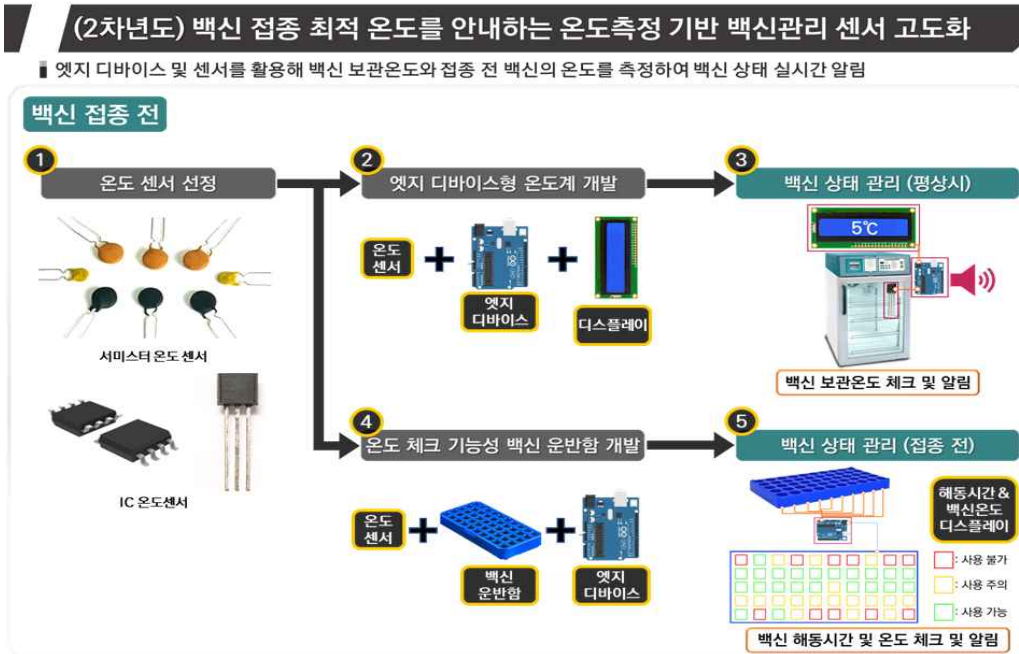 (2차년도) 백신 접종 최적 온도를 안내하는 온도측정 기반 백신관리 센서 고도화
엣지 디바이스 및 센서를 활용해 백신 보관온도와 접종 전 백신의 온도를 측정하여 백신 상태 실시간 알림
백신 접종 전
1
온도 센서 선정
서미스터 온도 센서
IC 온도센서
2
엣지 디바이스형 온도계 개발
온도
센서
엣지
디바이스
디스플레이
3
백신 상태 관리 (평상시)
5℃
백신 보관온도 체크 및 알림
4
온도 체크 기능성 백신 운반함 개발
온도
센서
백신
운반함
엣지
디바이스
5
백신 상태 관리 (접종 전)
해동시간 &
백신온도
디스플레이
: 사용 불가
: 사용 주의
: 사용 가능
백신 해동시간 및 온도 체크 및 알림